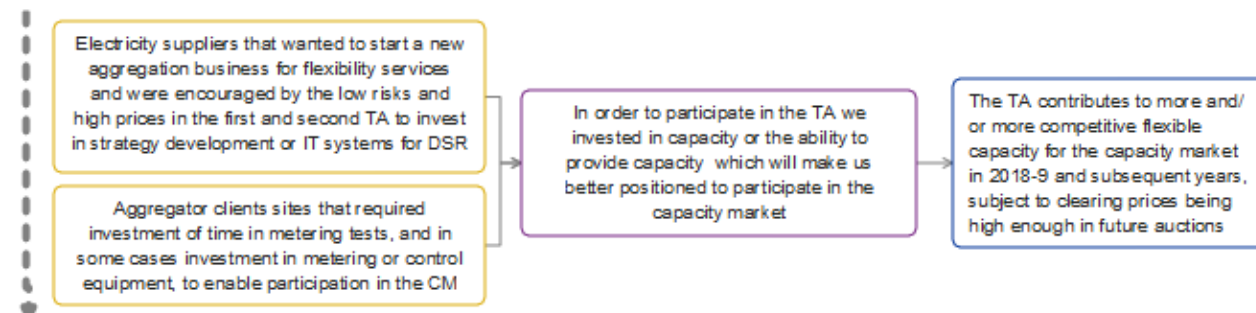 Electricity suppliers that wanted to start a new
aggregation business for flexibility services
and were encouraged by the low risks and
high prices in the first and second TA to invest
in strategy development or IT systems for DSR
Aggregator clients sites that required
investment of time in metering tests, and in
some cases investment in metering or control
equipment, to enable participation in the CM
In order to participate in the TA we
invested in capacity or the ability to
provide capacity which will make us
better positioned to participate in the
capacity market
The TA contributes to more and/
or more competitive flexible
capacity for the capacity market
in 2018-9 and subsequent years,
subject to clearing prices being
high enough in future auctions